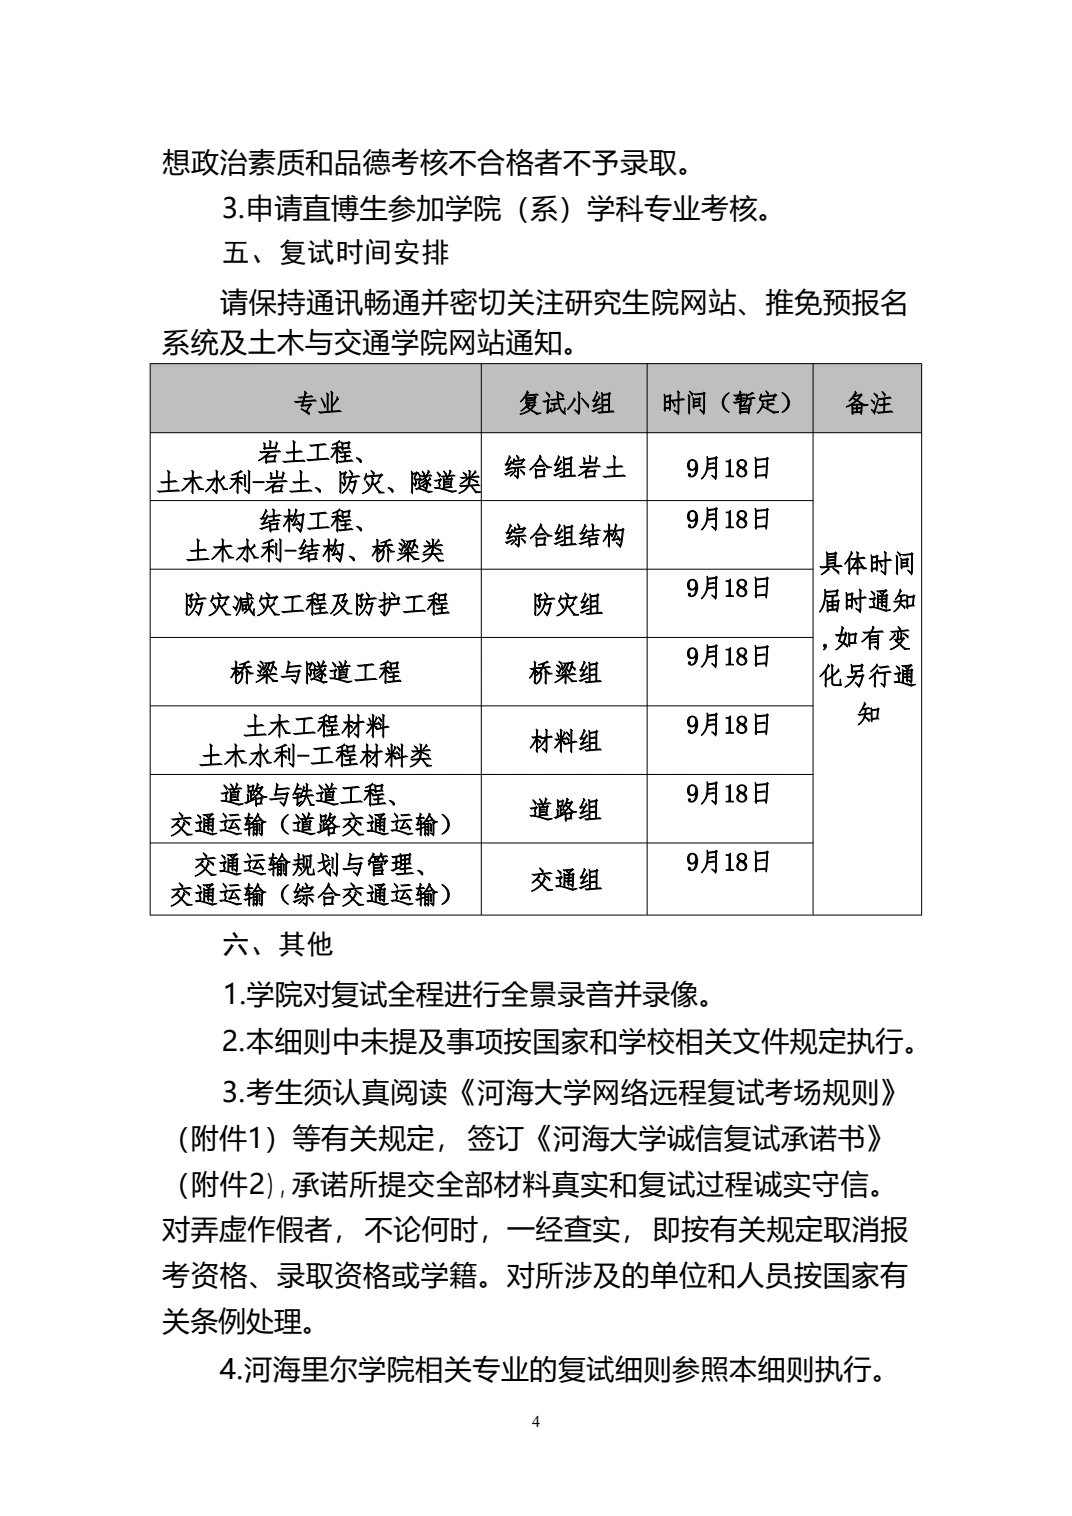 想政治素质和品德考核不合格者不予录取。
3.申请直博生参加学院（系）学科专业考核。
五、复试时间安排
请保持通讯畅通并密切关注研究生院网站、推免预报名
系统及土木与交通学院网站通知。
专业 复试小组 时间（暂定） 备注
岩土工程、
土木水利-岩土、防灾、隧道类 综合组岩土 9月18日
结构工程、
土木水利-结构、桥梁类 综合组结构 9月18日
防灾减灾工程及防护工程 防灾组 9月18日
桥梁与隧道工程 桥梁组 9月18日
土木工程材料
土木水利-工程材料类 材料组 9月18日
道路与铁道工程、
交通运输（道路交通运输） 道路组 9月18日
交通运输规划与管理、
交通运输（综合交通运输） 交通组 9月18日
具体时间
届时通知
,如有变
化另行通
知
六、其他
1.学院对复试全程进行全景录音并录像。
2.本细则中未提及事项按国家和学校相关文件规定执行。
3.考生须认真阅读《河海大学网络远程复试考场规则》
（附件1）等有关规定，签订《河海大学诚信复试承诺书》
（附件2）,承诺所提交全部材料真实和复试过程诚实守信。
对弄虚作假者，不论何时，一经查实，即按有关规定取消报
考资格、录取资格或学籍。对所涉及的单位和人员按国家有
关条例处理。
4.河海里尔学院相关专业的复试细则参照本细则执行。
4